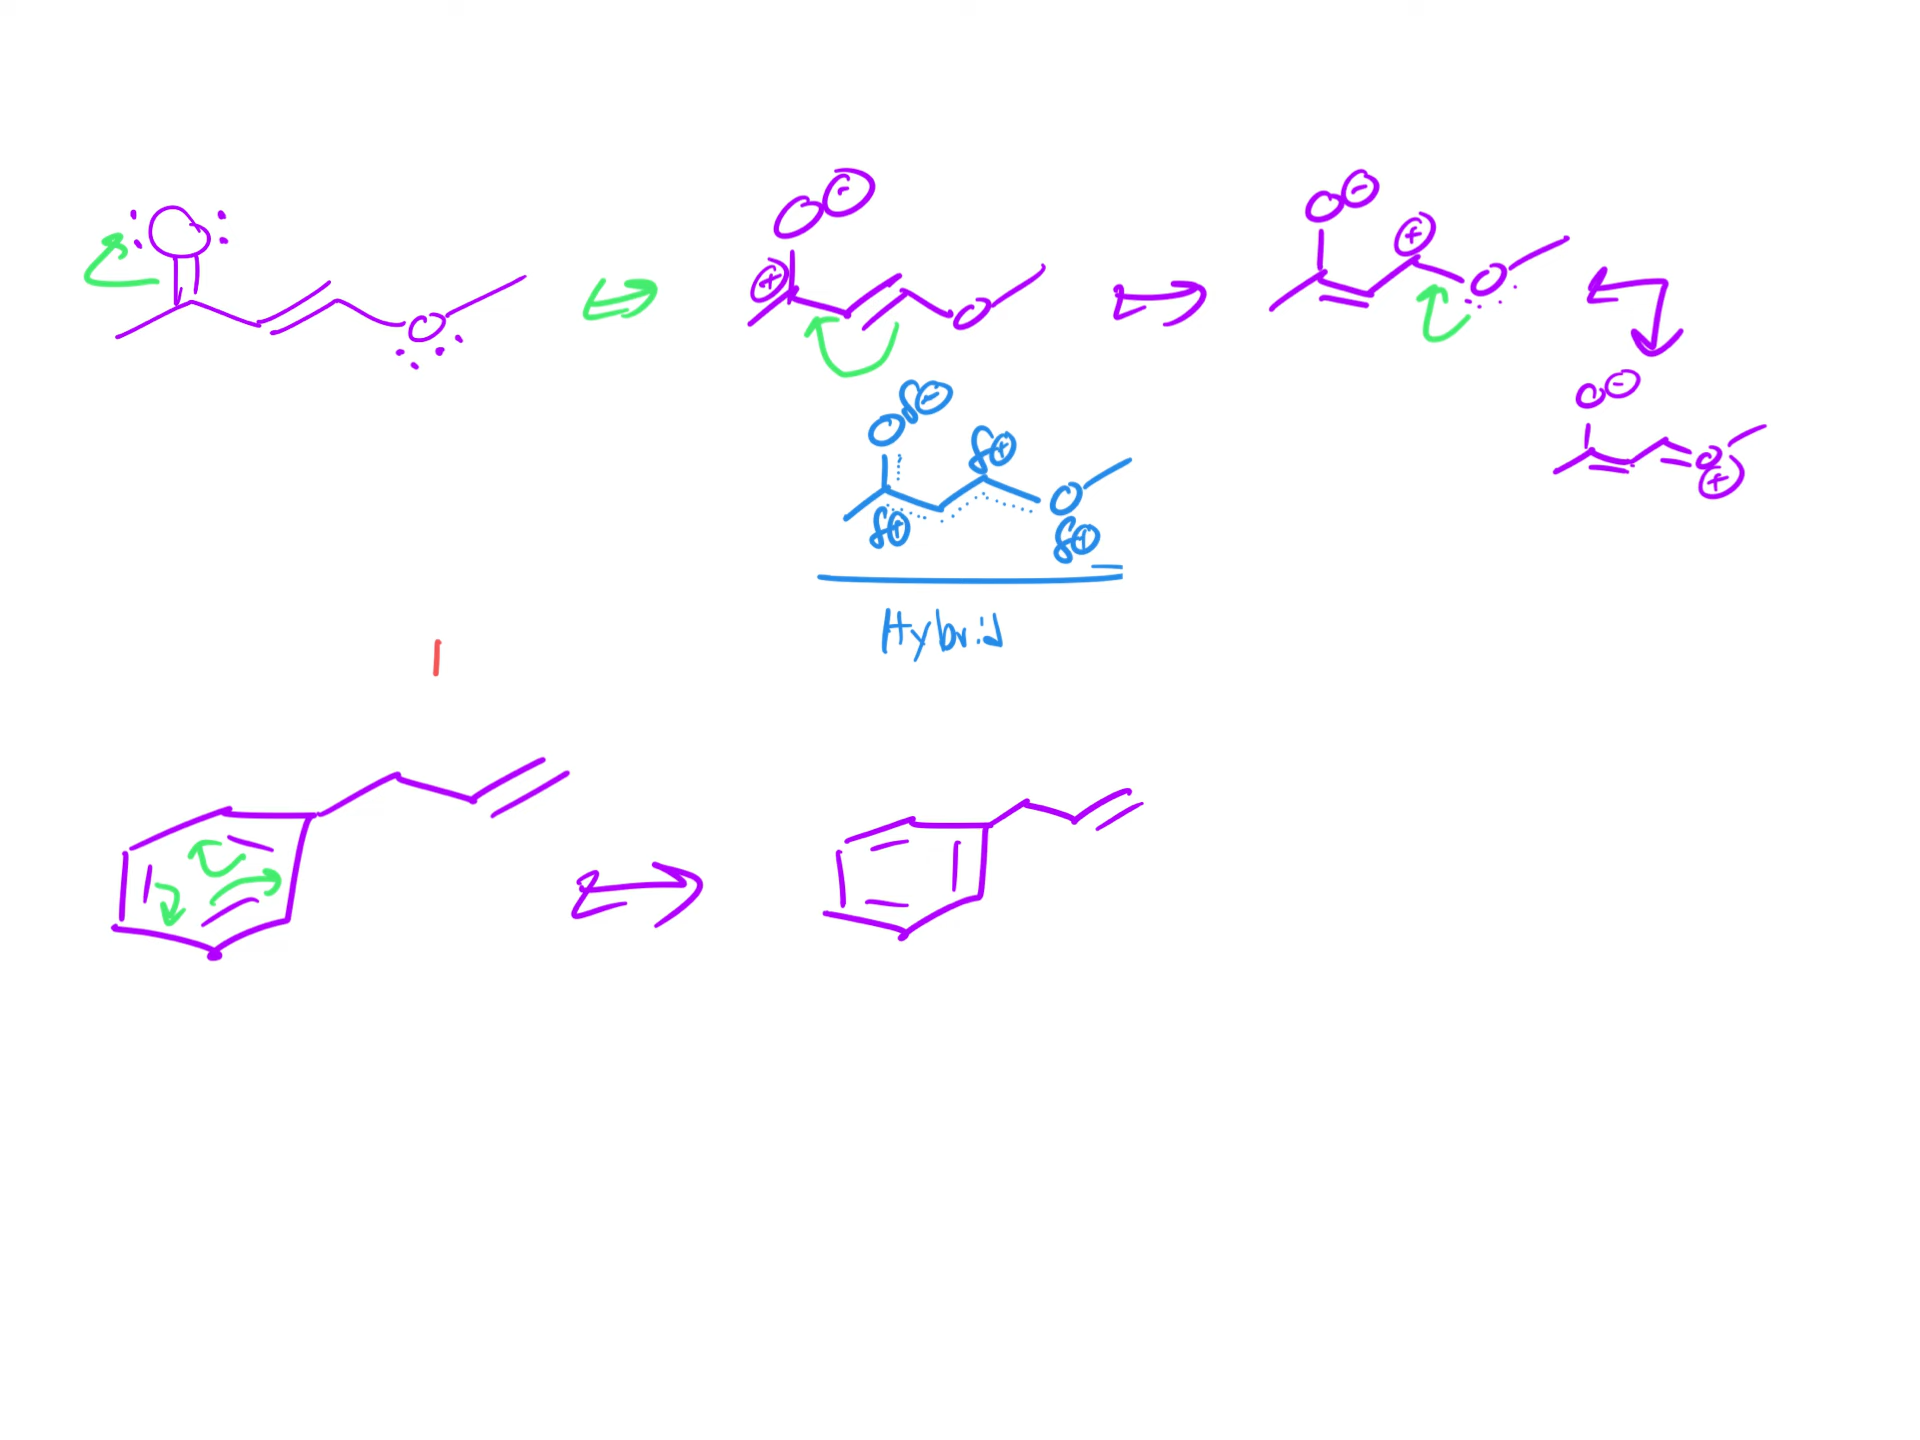 O O ⊖ O ⊖ ⊕
⊕ O
O O
O ⊖
O δ⊖ δ⊕ O ⊕
O
δ⊕ δ⊕
Hybrid